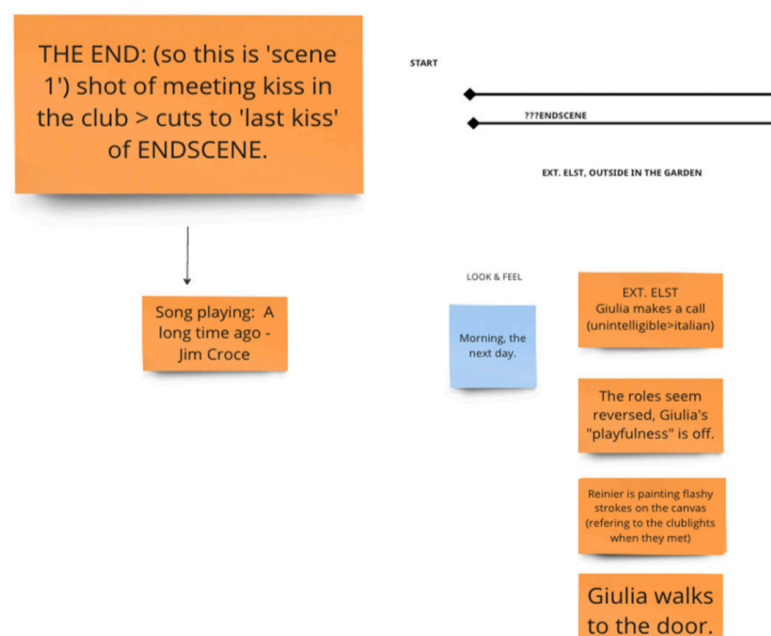 THE END: (so this is 'scene
1') shot of meeting kiss in
the club > cuts to 'last kiss'
of ENDSCENE.
Song playing:  A
long time ago -
Jim Croce
START
???ENDSCENE
EXT. ELST, OUTSIDE IN THE GARDEN
LOOK & FEEL
Morning, the
next day.
EXT. ELST
Giulia makes a call
(unintelligible>italian)
The roles seem
reversed, Giulia's
"playfulness" is off.
Reinier is painting flashy
strokes on the canvas
(refering to the clublights
when they met)
Giulia walks
to the door.